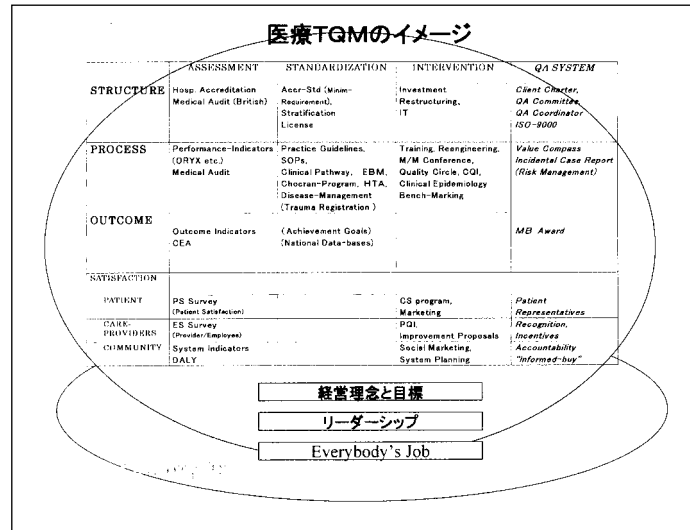 医療TQMのイメージ
ASSESSMENT STANDARDIZATION INTERVENTION QA SYSTEM
STRUCTURE
Hosp. Accreditation
Medical Audit (British)
Accr-Std (Minim-
Requirement),
Stratification
License
Investment
Restructuring,
IT
Client Charter,
QA Committee,
QA Coordinator
ISO-9000
PROCESS
Performance-Indicators
(ORYX etc.)
Medical Audit
Practice Guidelines,
SOPs,
Clinical Pathway, EBM,
Chocran-Program, HTA,
Disease-Management
(Trauma Registration )
Training, Reengineering,
M/M Conference,
Quality Circle, CQI,
Clinical Epidemiology
Bench-Marking
Value Compass
Incidental Case Report
(Risk Management)
OUTCOME
Outcome Indicators
CEA
(Achievement Goals)
(National Data-bases)
MB Award
SATISFACTION
PATIENT
PS Survey
(Patient Satisfaction)
CS program,
Marketing
Patient
Representatives
CARE-
PROVIDERS
ES Survey
(Provider/Employee)
PQI,
Improvement Proposals
Recognition,
Incentives
COMMUNITY
System Indicators
DALY
Social Marketing,
System Planning
Accountability
"informed-buy"
経営理念と目標
リーダーシップ
Everybody's Job